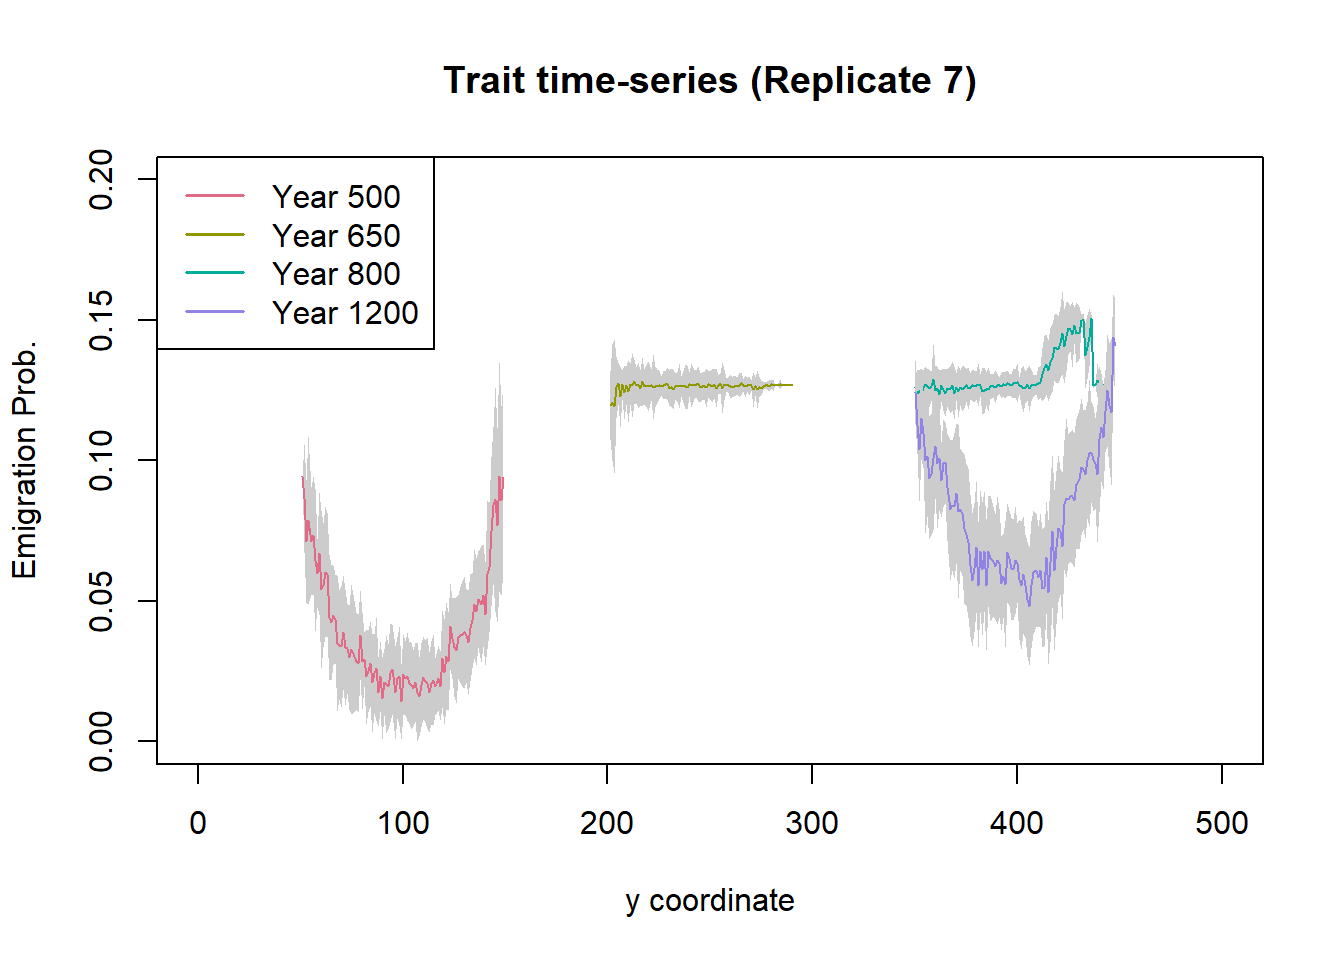 Trait time-series (Replicate 7)
Year 500
Year 650
Year 800
Year 1200
Emigration Prob.
0.20
0.15
0.10
0.05
0.00
0 100 200 300 400 500
y coordinate